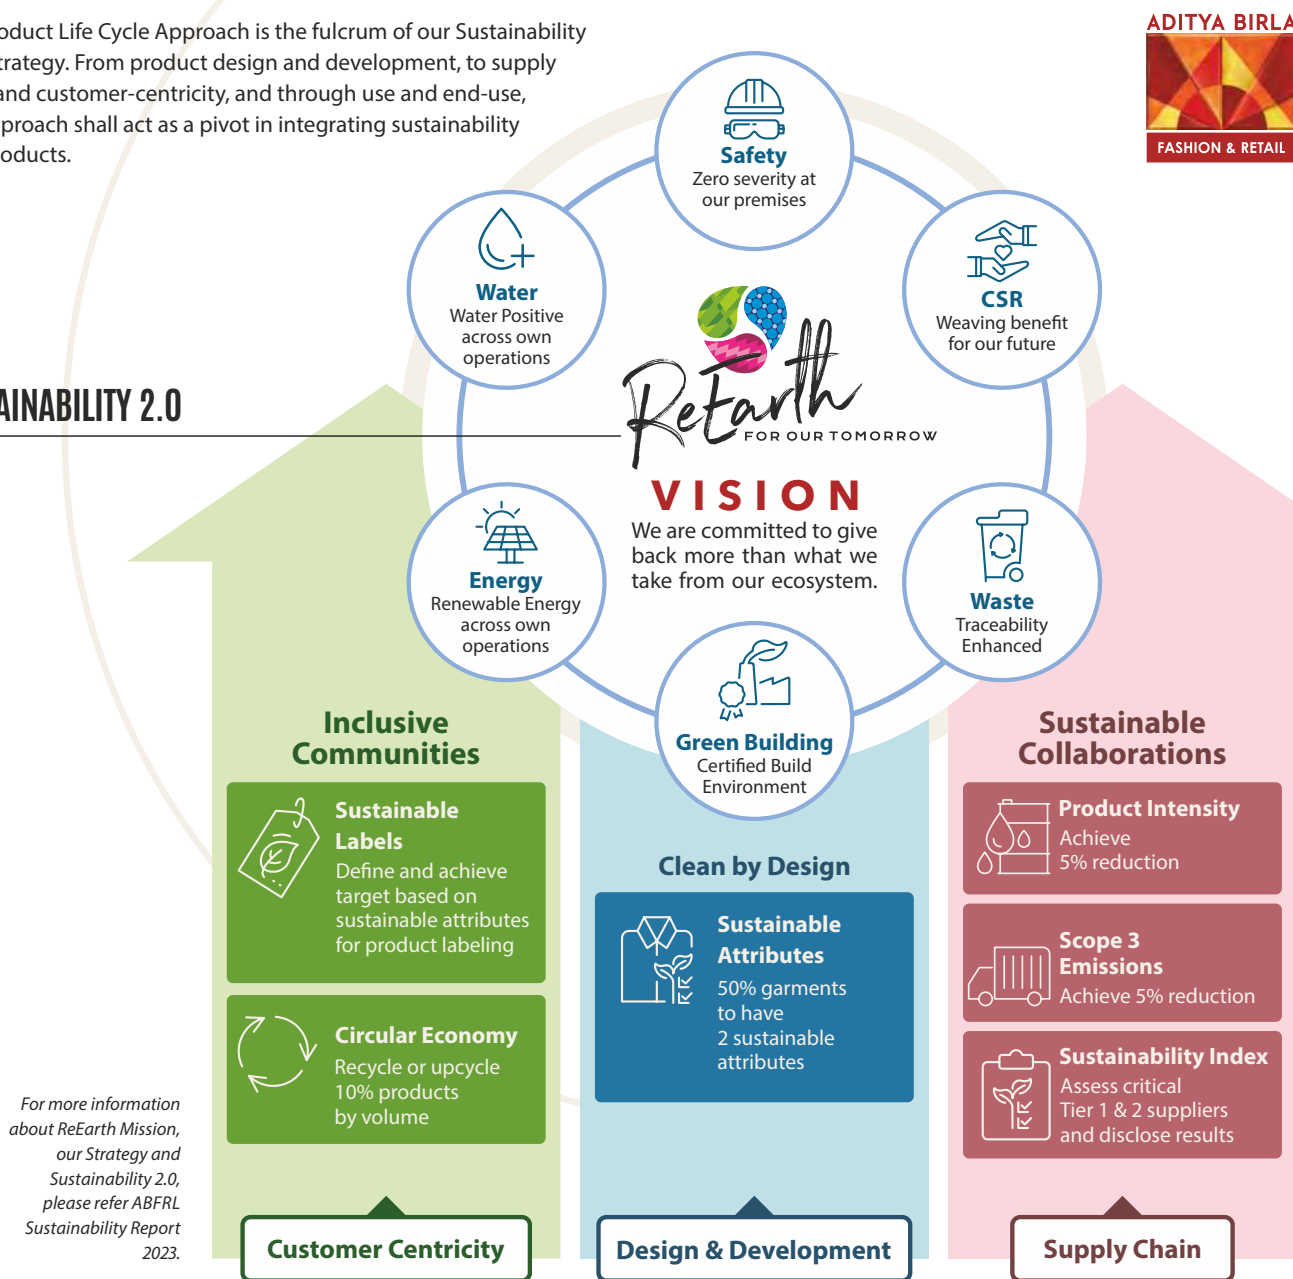 oduct Life Cycle Approach is the fulcrum of our Sustainability
trategy. From product design and development, to supply
and customer-centricity, and through use and end-use,
proach shall act as a pivot in integrating sustainability
oducts.
ADITYA BIRLA
FASHION & RETAIL
Safety
Zero severity at
our premises
Water
Water Positive
across own
operations
CSR
Weaving benefit
for our future
AINABILITY 2.0
ReEarth
FOR OUR TOMORROW
VISION
We are committed to give
back more than what we
take from our ecosystem.
Energy
Renewable Energy
across own
operations
Waste
Traceability
Enhanced
Green Building
Certified Build
Environment
Inclusive
Communities
Sustainable
Labels
Define and achieve
target based on
sustainable attributes
for product labeling
Circular Economy
Recycle or upcycle
10% products
by volume
Clean by Design
Sustainable
Attributes
50% garments
to have
2 sustainable
attributes
Sustainable
Collaborations
Product Intensity
Achieve
5% reduction
Scope 3
Emissions
Achieve 5% reduction
Sustainability Index
Assess critical
Tier 1 & 2 suppliers
and disclose results
For more information
about ReEarth Mission,
our Strategy and
Sustainability 2.0,
please refer ABFRL
Sustainability Report
2023.
Customer Centricity
Design & Development
Supply Chain